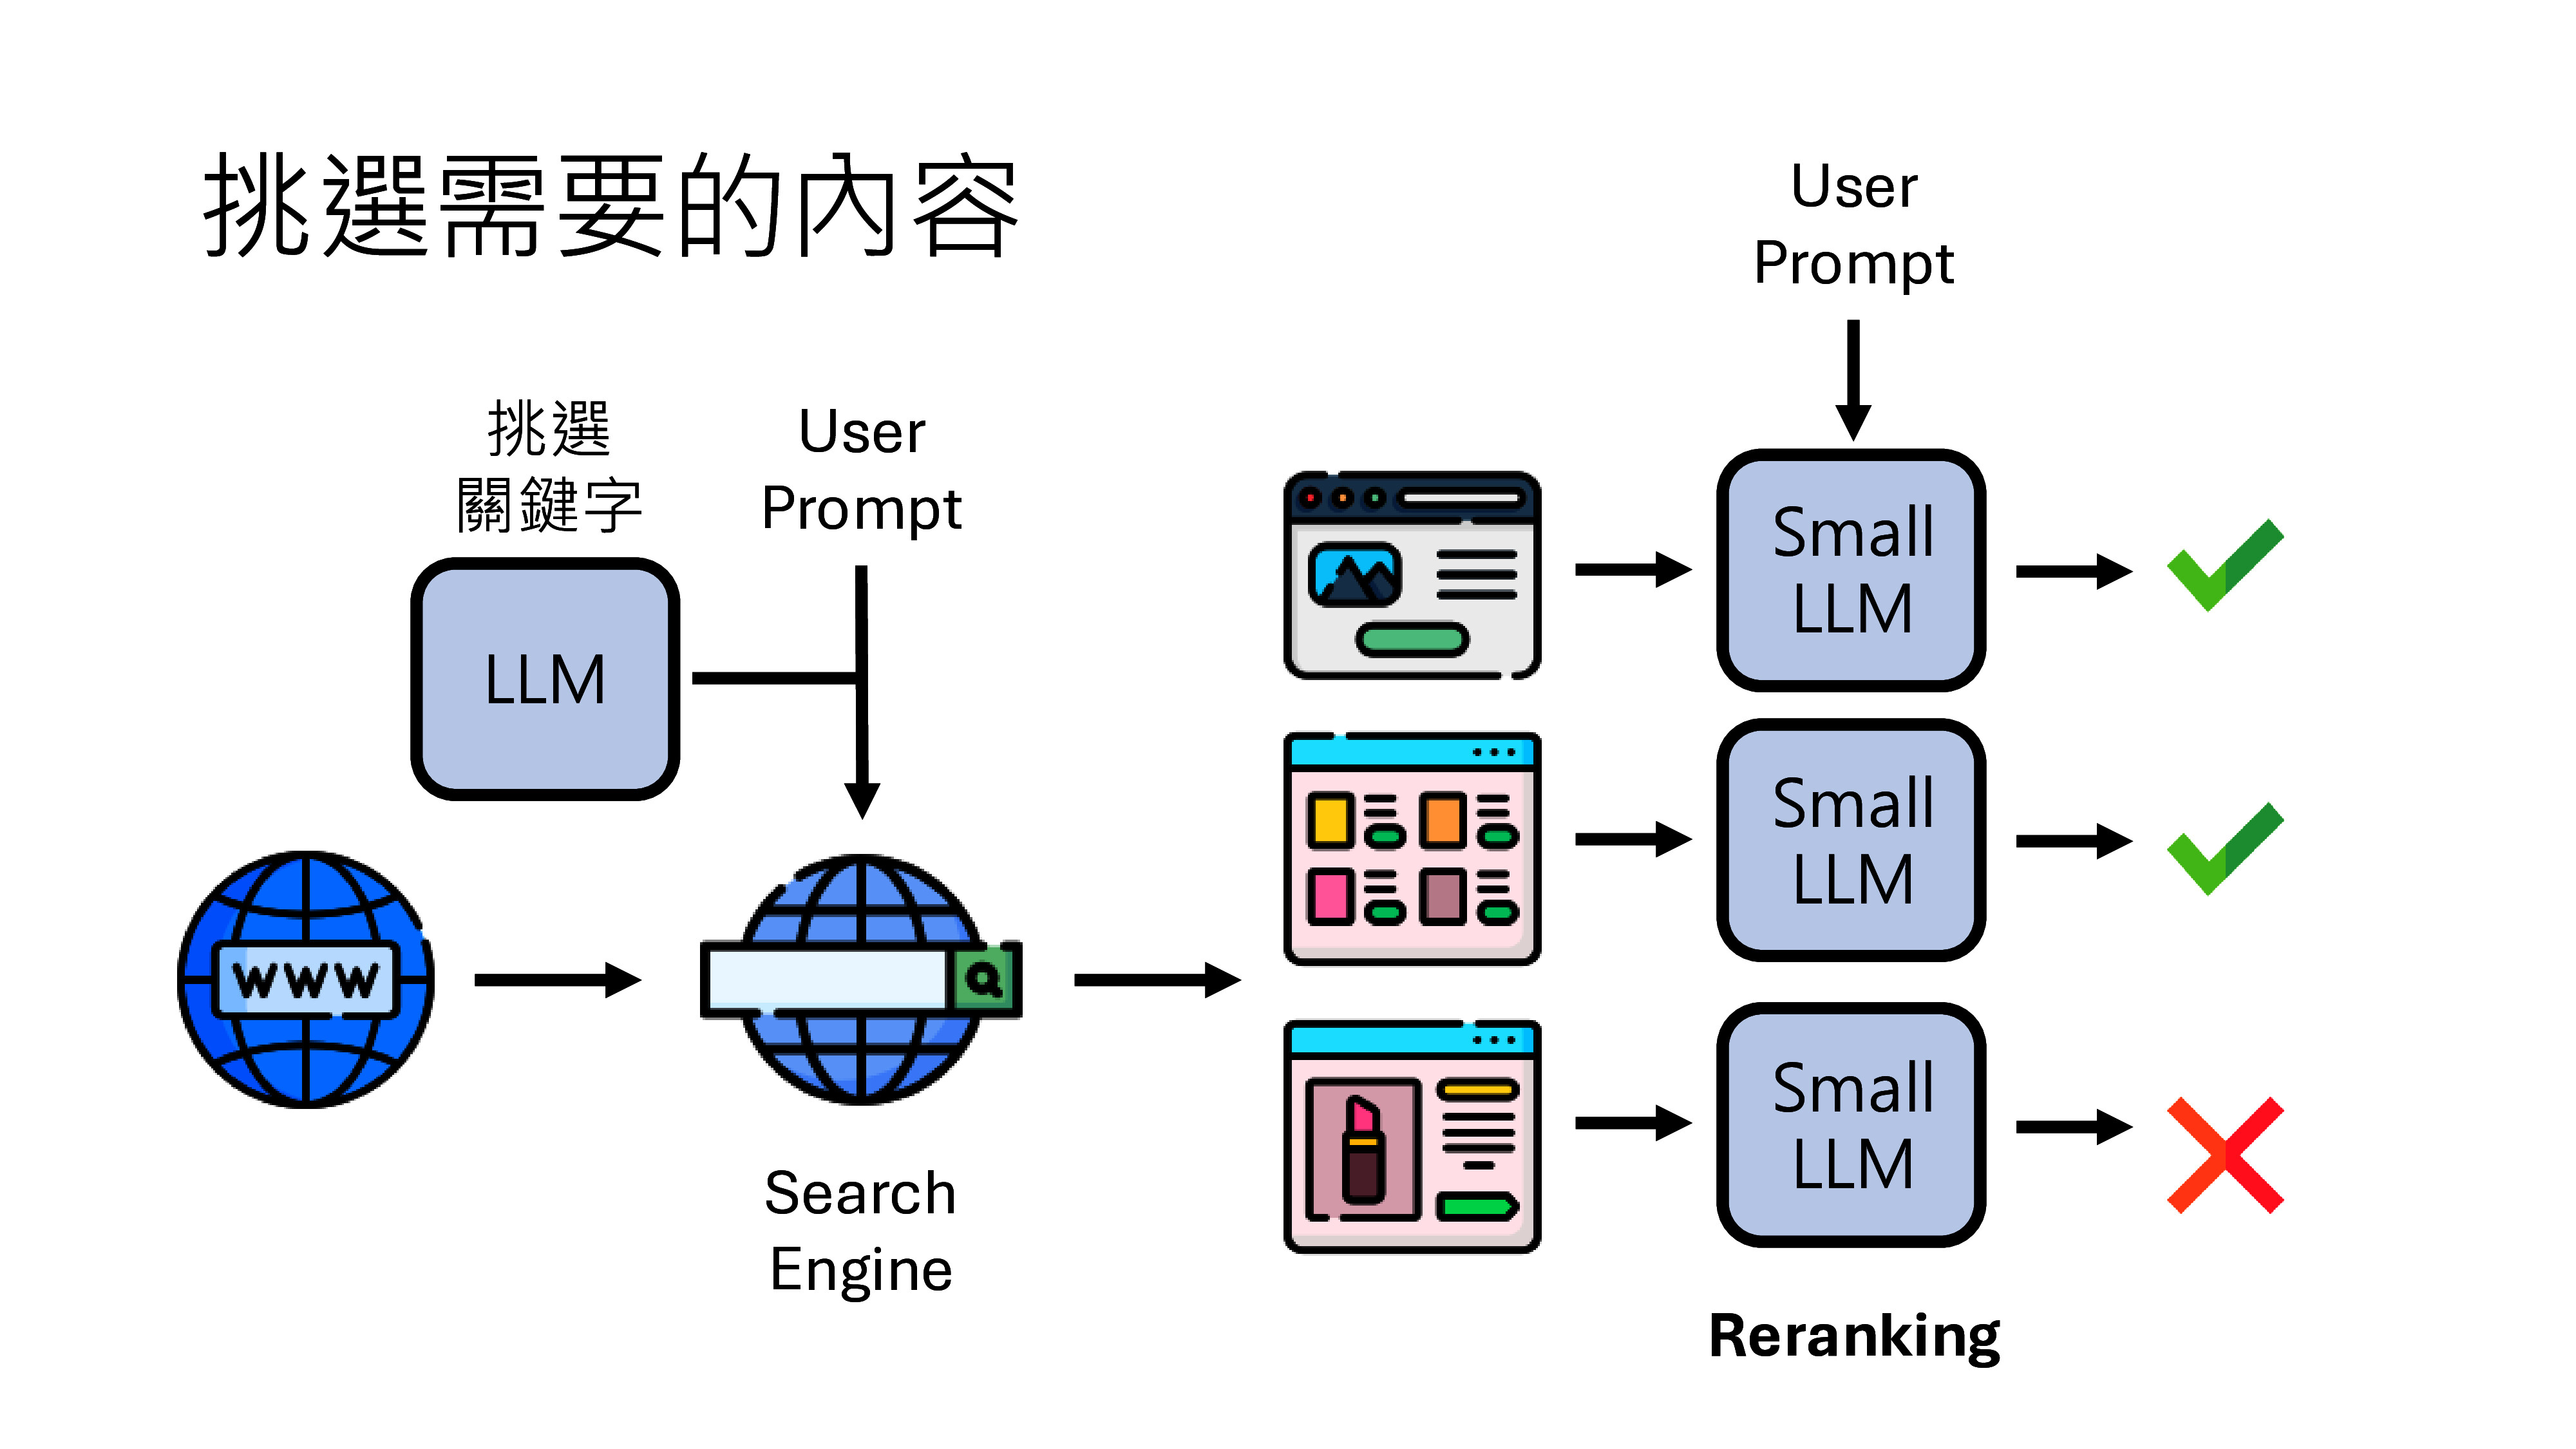 挑選需要的內容
挑選
關鍵字
User
Prompt
LLM
WWW
Search
Engine
User
Prompt
Small
LLM
Small
LLM
Small
LLM
Reranking